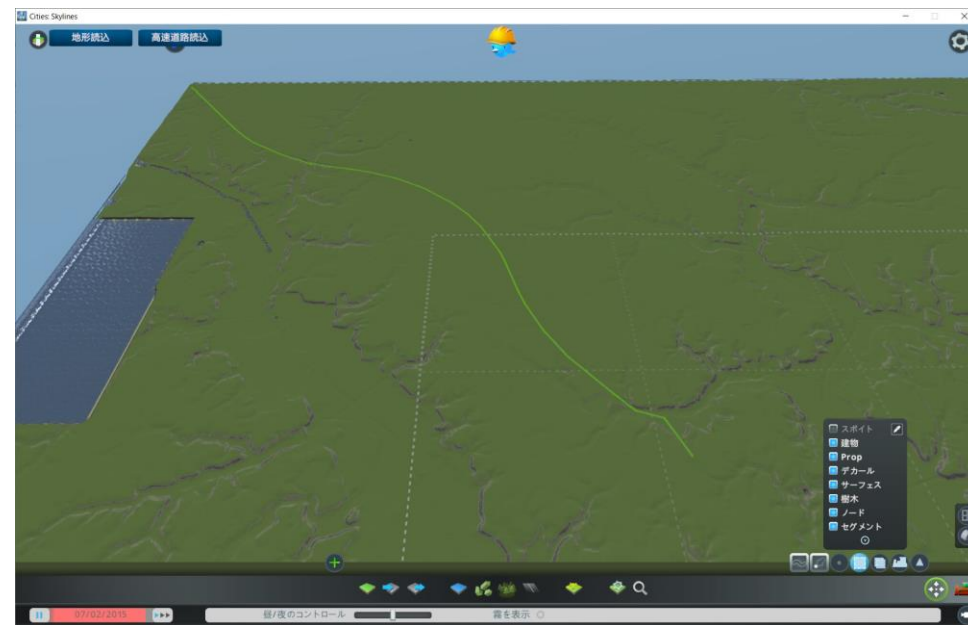 Cities: Skylines
地形読込
高速道路読込
スポイト
建物
Prop
デカール
サーフェス
樹木
ノード
セグメント
07/02/2015
昼/夜のコントロール
霧を表示